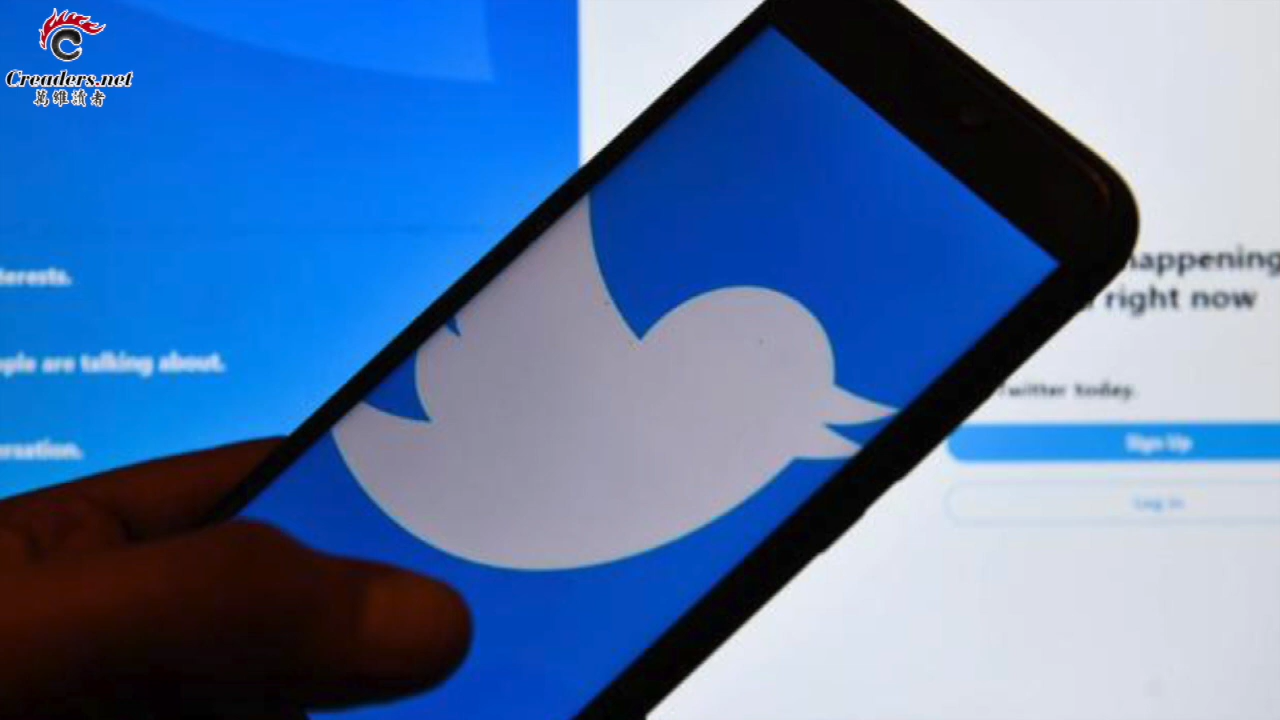 Creaders.net
萬維讀者
terests.
ople are talking about.
ersation.
happening
right now
Twitter today.
Sign Up
Log in